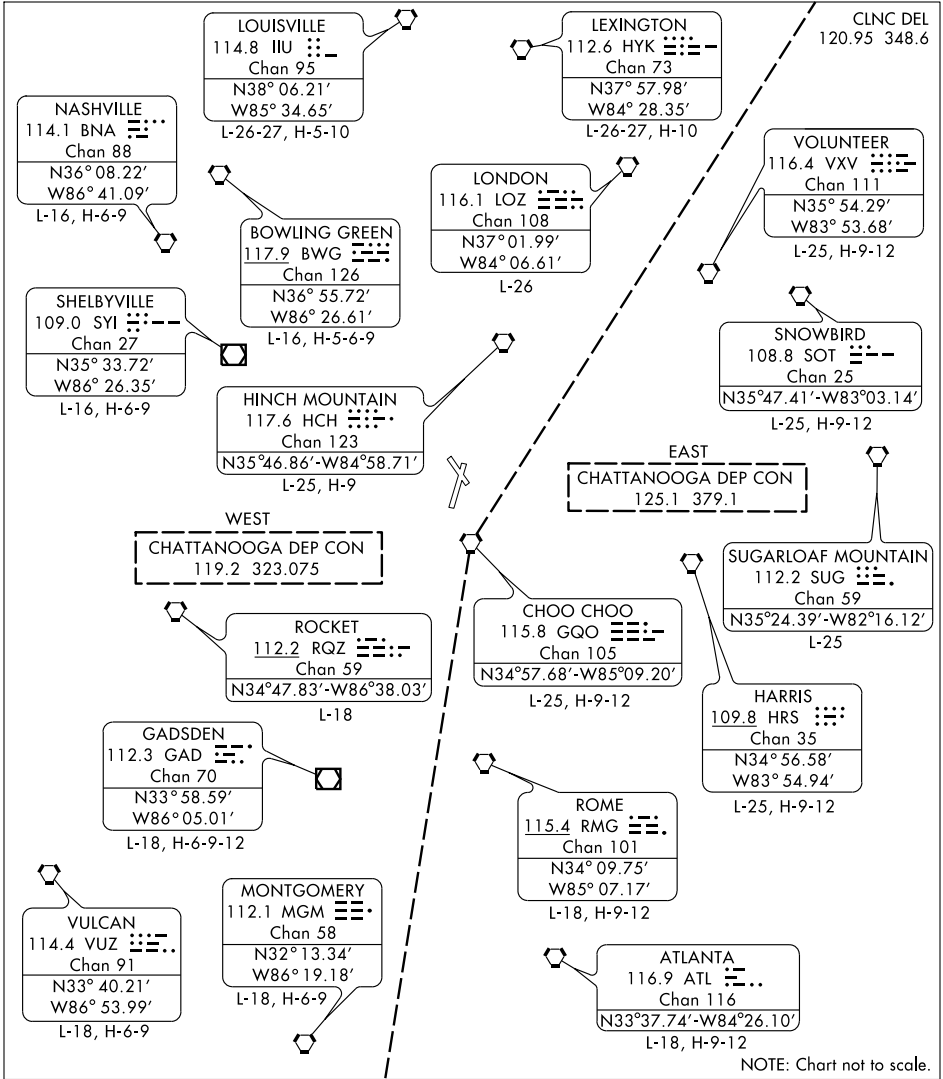 LOUISVILLE
114.8 IIU
Chan 95
N38° 06.21'
W85° 34.65'
L-26-27, H-5-10
LEXINGTON
112.6 HYK
Chan 73
N37° 57.98'
W84° 28.35'
L-26-27, H-10
CLNC DEL
120.95 348.6
NASHVILLE
114.1 BNA
Chan 88
N36° 08.22'
W86° 41.09'
L-16, H-6-9
BOWLING GREEN
117.9 BWG
Chan 126
N36° 55.72'
W86° 26.61'
L-16, H-5-6-9
LONDON
116.1 LOZ
Chan 108
N37° 01.99'
W84° 06.61'
L-26
VOLUNTEER
116.4 VXV
Chan 111
N35° 54.29'
W83° 53.68'
L-25, H-9-12
SHELBYVILLE
109.0 SYI
Chan 27
N35° 33.72'
W86° 26.35'
L-16, H-6-9
HINCH MOUNTAIN
117.6 HCH
Chan 123
N35°46.86'-W84°58.71'
L-25, H-9
SNOWBIRD
108.8 SOT
Chan 25
N35°47.41'-W83°03.14'
L-25, H-9-12
WEST
CHATTANOOGA DEP CON
119.2 323.075
EAST
CHATTANOOGA DEP CON
125.1 379.1
SUGARLOAF MOUNTAIN
112.2 SUG
Chan 59
N35°24.39'-W82°16.12'
L-25
ROCKET
112.2 RQZ
Chan 59
N34°47.83'-W86°38.03'
L-18
CHOO CHOO
115.8 GQO
Chan 105
N34°57.68'-W85°09.20'
L-25, H-9-12
HARRIS
109.8 HRS
Chan 35
N34° 56.58'
W83° 54.94'
L-25, H-9-12
GADSDEN
112.3 GAD
Chan 70
N33° 58.59'
W86° 05.01'
L-18, H-6-9-12
ROME
115.4 RMG
Chan 101
N34° 09.75'
W85° 07.17'
L-18, H-9-12
VULCAN
114.4 VUZ
Chan 91
N33° 40.21'
W86° 53.99'
L-18, H-6-9
MONTGOMERY
112.1 MGM
Chan 58
N32° 13.34'
W86° 19.18'
L-18, H-6-9
ATLANTA
116.9 ATL
Chan 116
N33°37.74'-W84°26.10'
L-18, H-9-12
NOTE: Chart not to scale.